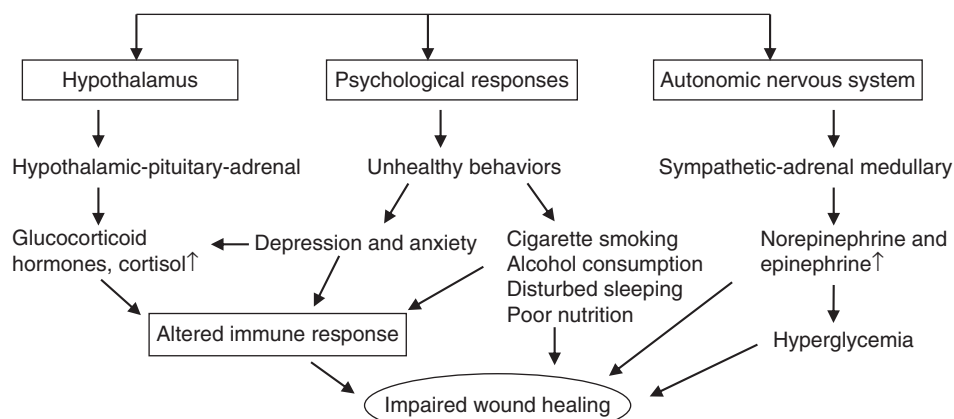 Hypothalamus
Psychological responses
Autonomic nervous system
Hypothalamic-pituitary-adrenal
Unhealthy behaviors
Sympathetic-adrenal medullary
Glucocorticoid
hormones, cortisol↑
Depression and anxiety
Cigarette smoking
Alcohol consumption
Disturbed sleeping
Poor nutrition
Norepinephrine and
epinephrine↑
Altered immune response
Hyperglycemia
Impaired wound healing